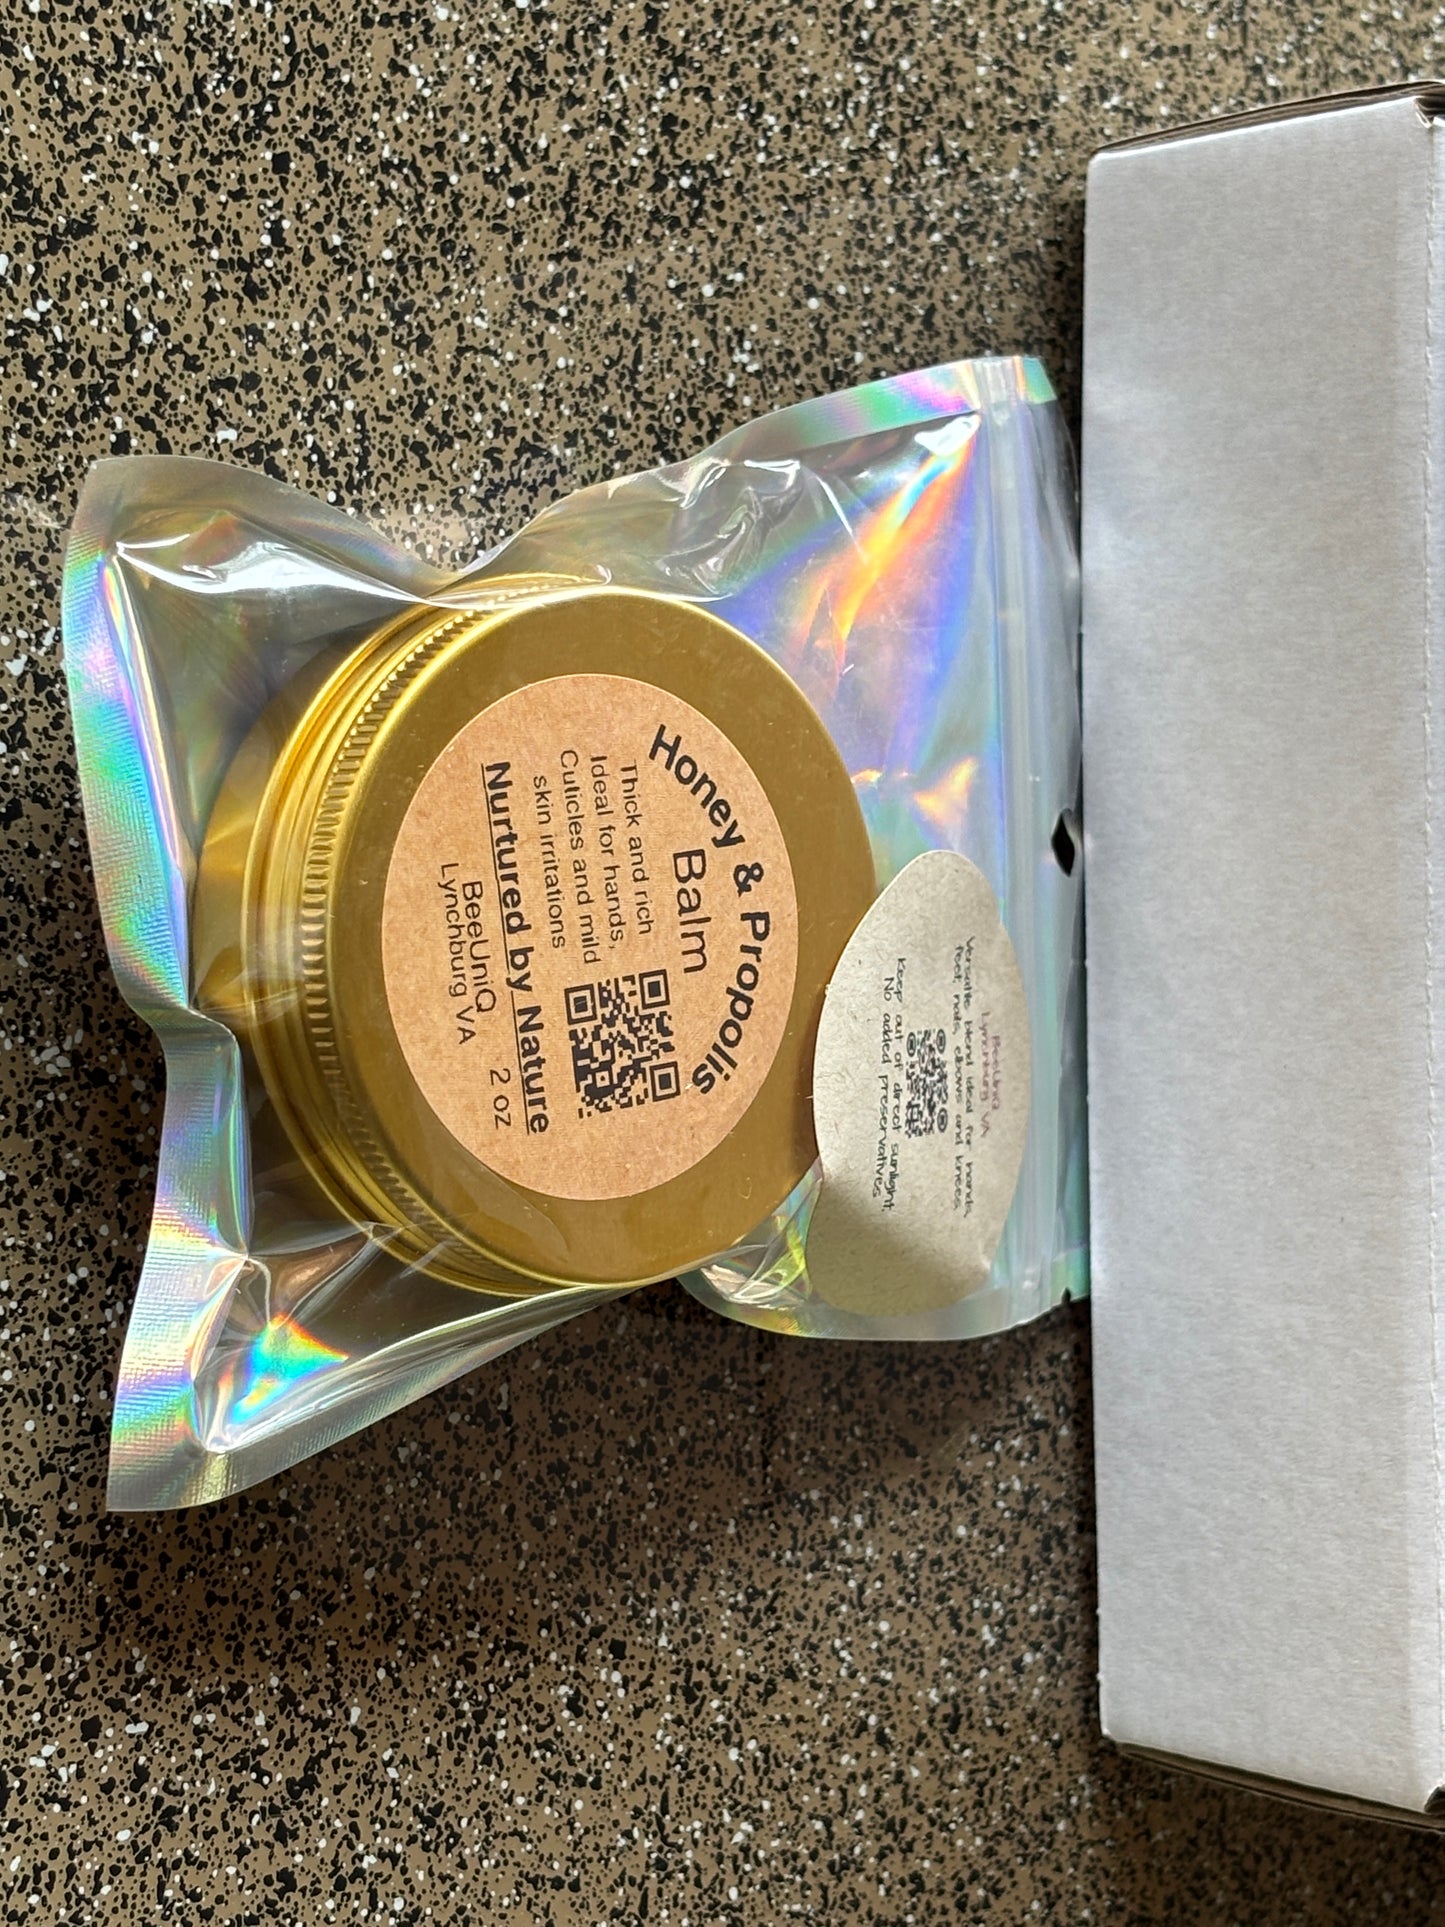 Honey & Propolis
Balm
Thick and rich
Ideal for hands,
Cuticles and mild
skin irritations
Nurtured by Nature
BeeUniQ
Lynchburg VA
2 oz
BeeUniQ
Lynchburg VA
Versatile blend ideal for hands,
feet, nails, elbows and knees
Keep out of direct sunlight,
No added preservatives